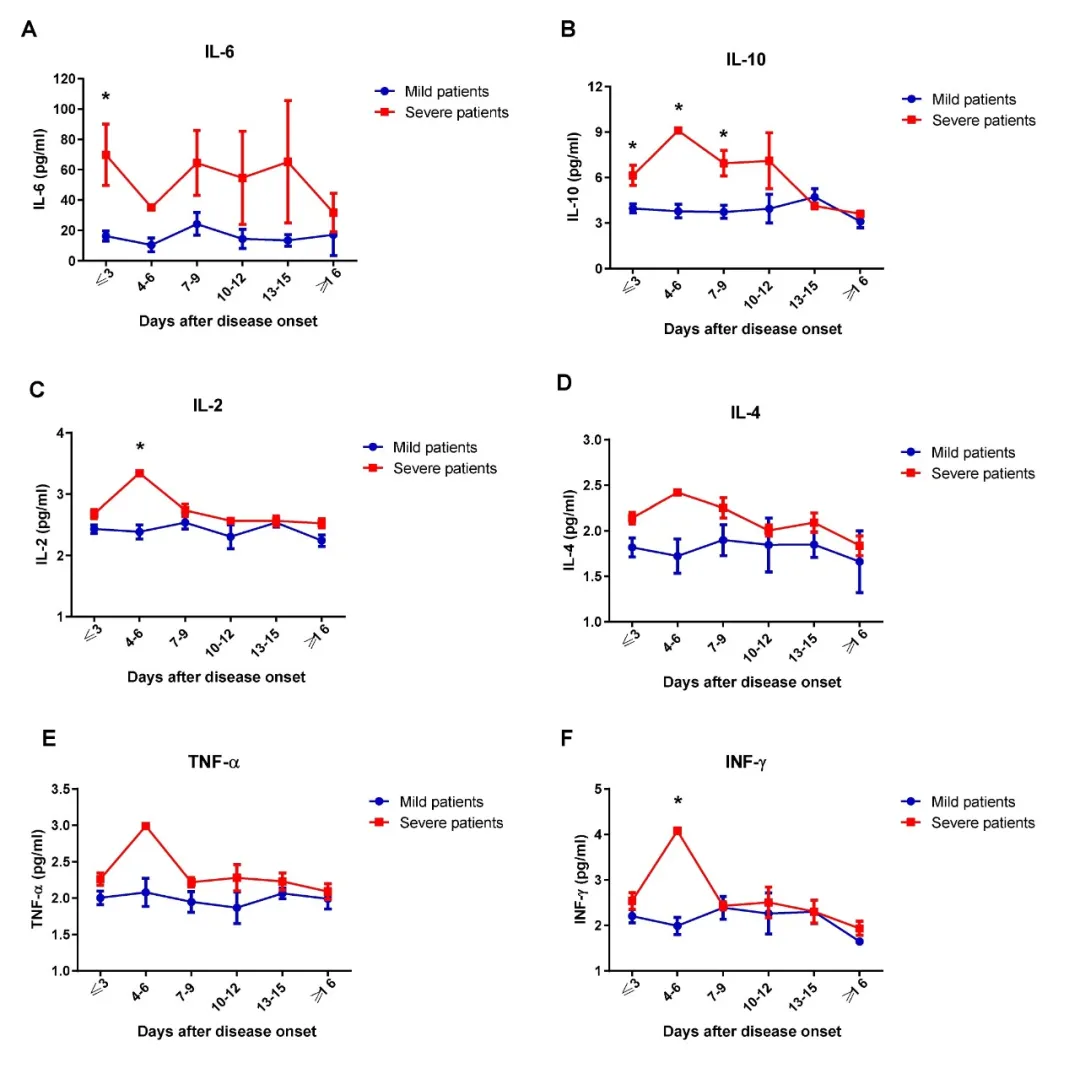 A
IL-6
Mild patients
Severe patients
IL-6 (pg/ml)
120
100
80
60
40
20
0
*
⩽3
4-6
7-9
10-12
13-15
⩾16
Days after disease onset
B
IL-10
Mild patients
Severe patients
IL-10 (pg/ml)
12
9
6
3
0
*
*
*
⩽3
4-6
7-9
10-12
13-15
⩾16
Days after disease onset
C
IL-2
Mild patients
Severe patients
IL-2 (pg/ml)
4
3
2
1
*
⩽3
4-6
7-9
10-12
13-15
⩾16
Days after disease onset
D
IL-4
Mild patients
Severe patients
IL-4 (pg/ml)
3.0
2.5
2.0
1.5
1.0
⩽3
4-6
7-9
10-12
13-15
⩾16
Days after disease onset
E
TNF-α
Mild patients
Severe patients
TNF-α (pg/ml)
3.5
3.0
2.5
2.0
1.5
1.0
⩽3
4-6
7-9
10-12
13-15
⩾16
Days after disease onset
F
INF-γ
Mild patients
Severe patients
INF-γ (pg/ml)
5
4
3
2
1
*
⩽3
4-6
7-9
10-12
13-15
⩾16
Days after disease onset